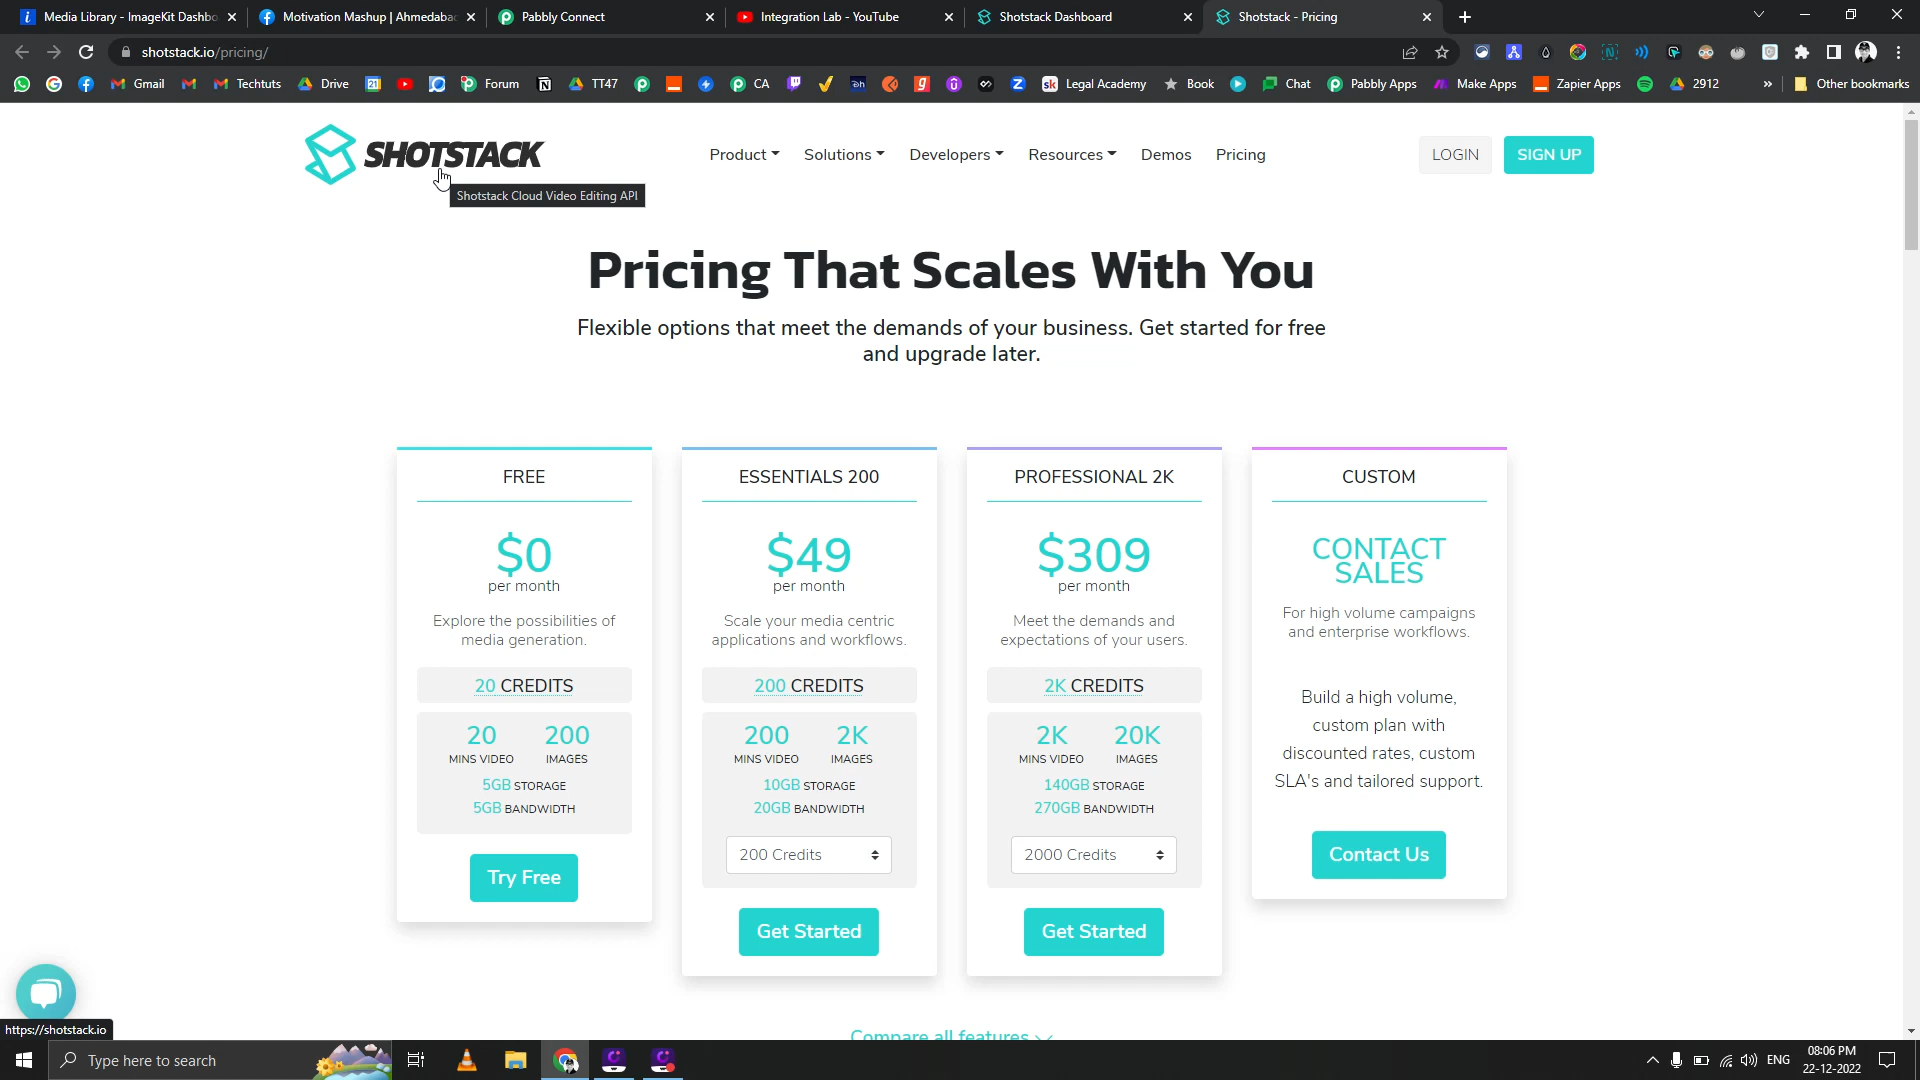 Media Library - ImageKit Dashbo
Motivation Mashup | Ahmedabad
Pabbly Connect
Integration Lab - YouTube
Shotstack Dashboard
Shotstack - Pricing
shotstack.io/pricing/
Gmail
Techtuts
Drive
Forum
TT47
CA
Legal Academy
Book
Chat
Pabbly Apps
Make Apps
Zapier Apps
2912
Other bookmarks
SHOTSTACK
Product
Solutions
Developers
Resources
Demos
Pricing
LOGIN
SIGN UP
Shotstack Cloud Video Editing API
Pricing That Scales With You
Flexible options that meet the demands of your business. Get started for free
and upgrade later.
FREE
$0
per month
Explore the possibilities of
media generation.
20 CREDITS
20 200
MINS VIDEO IMAGES
5GB STORAGE
5GB BANDWIDTH
Try Free
ESSENTIALS 200
$49
per month
Scale your media centric
applications and workflows.
200 CREDITS
200 2K
MINS VIDEO IMAGES
10GB STORAGE
20GB BANDWIDTH
200 Credits
Get Started
PROFESSIONAL 2K
$309
per month
Meet the demands and
expectations of your users.
2K CREDITS
2K 20K
MINS VIDEO IMAGES
140GB STORAGE
270GB BANDWIDTH
2000 Credits
Get Started
CUSTOM
CONTACT
SALES
For high volume campaigns
and enterprise workflows.
Build a high volume,
custom plan with
discounted rates, custom
SLA's and tailored support.
Contact Us
Compare all features
https://shotstack.io
Type here to search
ENG
08:06 PM
22-12-2022